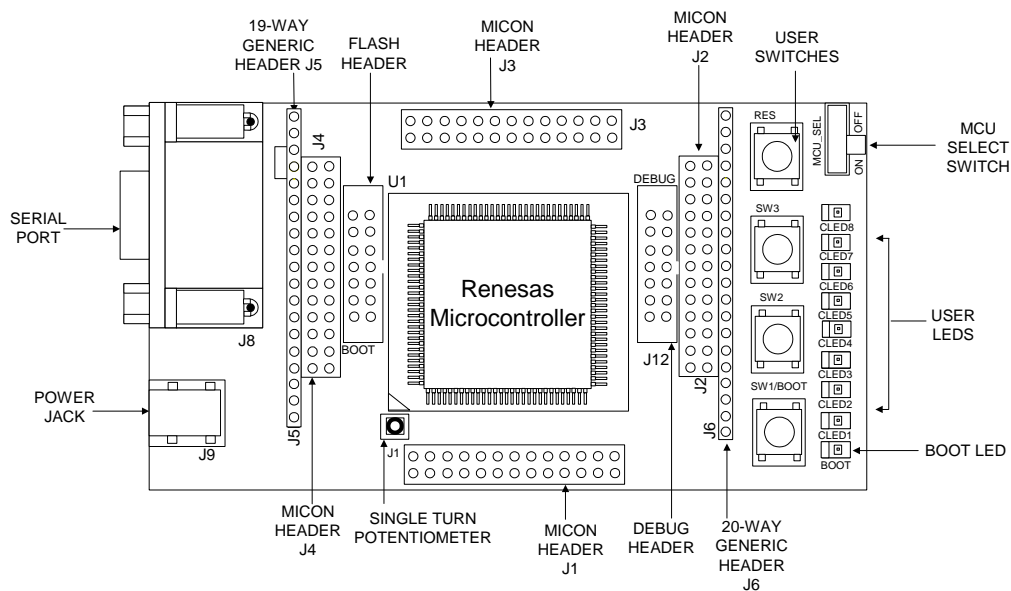 19-WAY
GENERIC
HEADER J5
FLASH
HEADER
MICON
HEADER
J3
MICON
HEADER
J2
USER
SWITCHES
J3
J4
U1
DEBUG
RES
MCU_SEL
OFF
ON
MCU
SELECT
SWITCH
SERIAL
PORT
SW3
CLED8
CLED7
CLED6
CLED5
CLED4
CLED3
CLED2
CLED1
BOOT
USER
LEDS
Renesas
Microcontroller
SW2
J8
BOOT
J12
J2
SW1/BOOT
POWER
JACK
J9
J5
J1
J6
BOOT LED
MICON
HEADER
J4
SINGLE TURN
POTENTIOMETER
MICON
HEADER
J1
DEBUG
HEADER
20-WAY
GENERIC
HEADER
J6